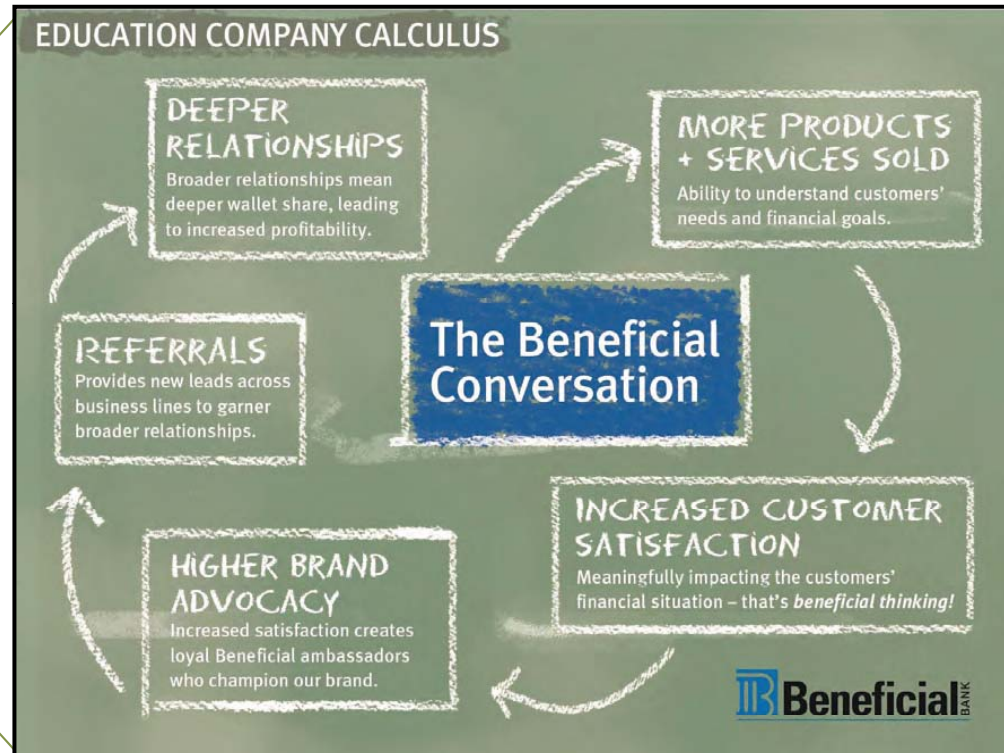 EDUCATION COMPANY CALCULUS
The Beneficial
Conversation
MORE PRODUCTS
+ SERVICES SOLD
Ability to understand customers'
needs and financial goals.
INCREASED CUSTOMER
SATISFACTION
Meaningfully impacting the customers'
financial situation – that's beneficial thinking!
HIGHER BRAND
ADVOCACY
Increased satisfaction creates
loyal Beneficial ambassadors
who champion our brand.
REFERRALS
Provides new leads across
business lines to garner
broader relationships.
DEEPER
RELATIONSHIPS
Broader relationships mean
deeper wallet share, leading
to increased profitability.
Beneficial BANK